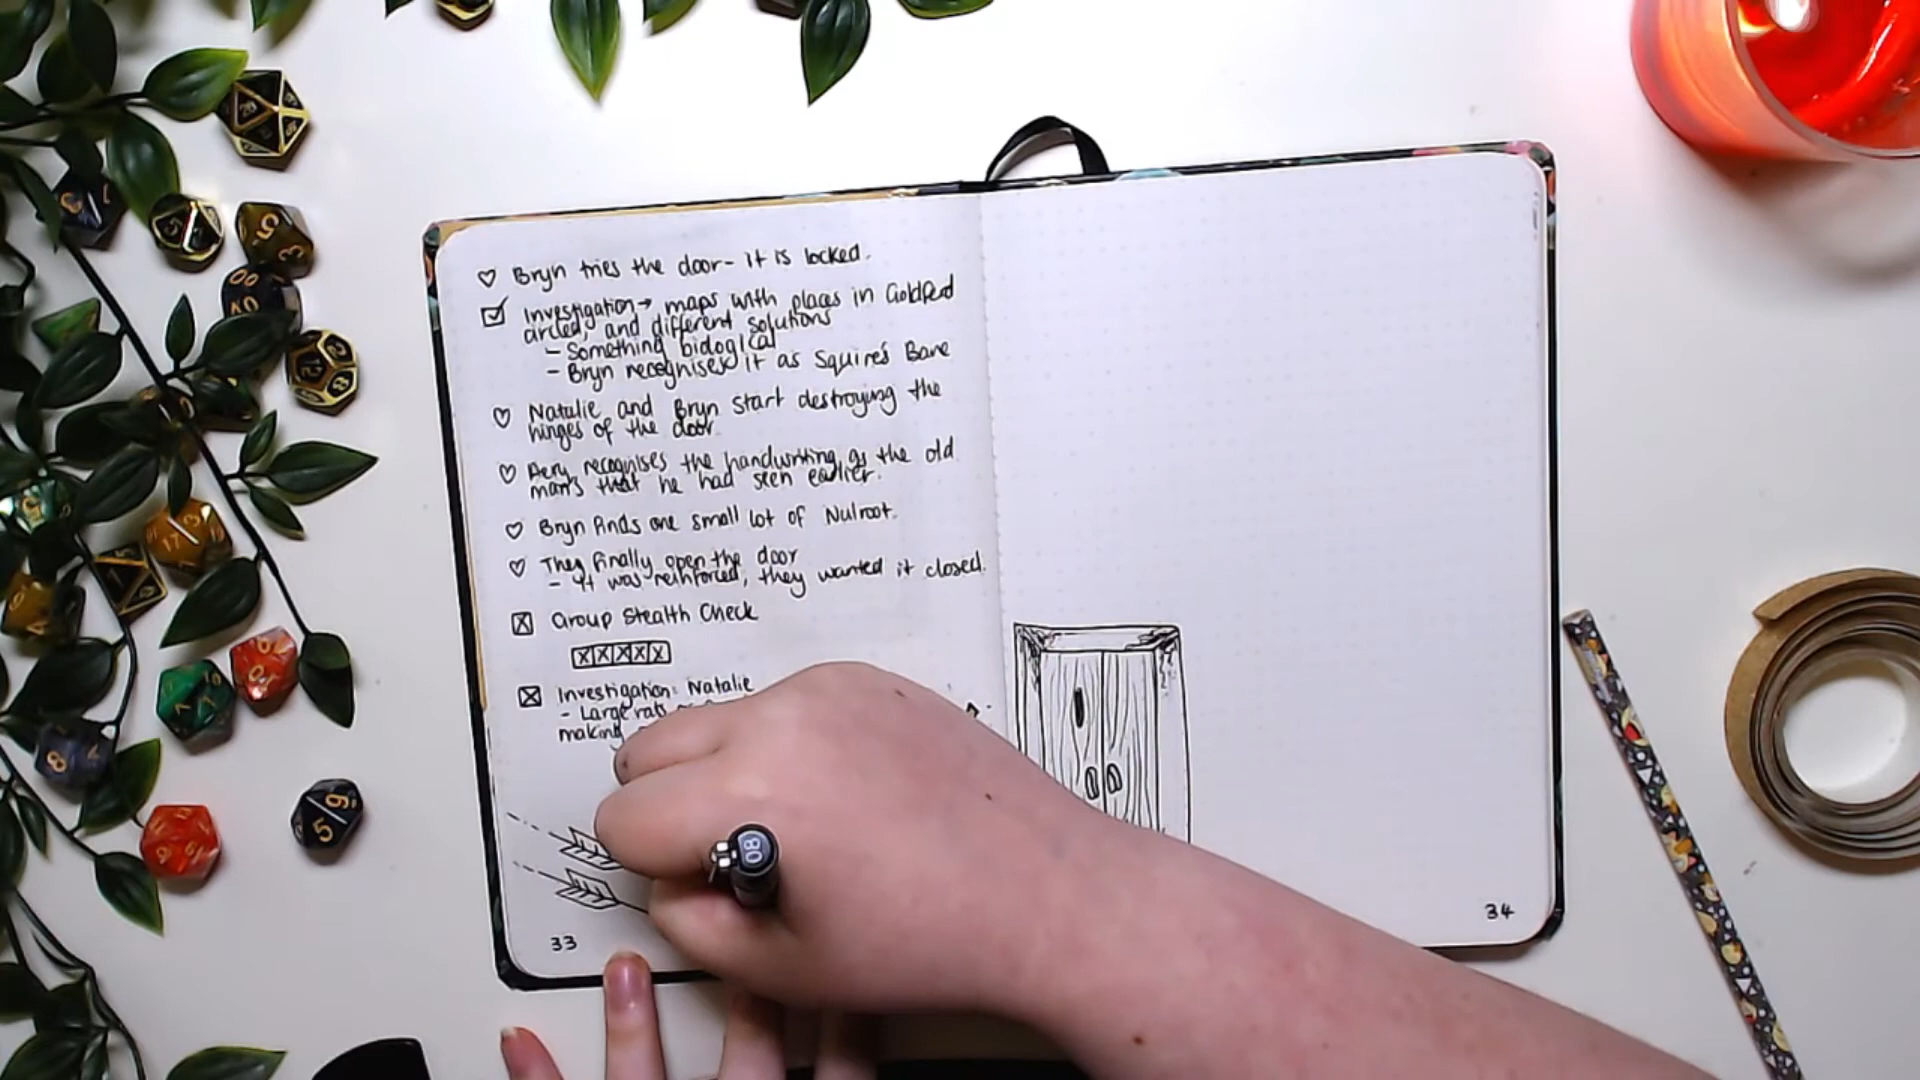 Bryn tries the door- it is locked.
Investigation → maps with places in Goldferd
circled, and different solutions
- Something biological
- Bryn recognises it as Squire's Bane
Natalie and Bryn start destroying the
hinges of the door.
recognises the handwriting as the old
man's that he had seen earlier.
Bryn finds one small lot of Nulroot.
They finally open the door
- It was reinforced, they wanted it closed.
Group Stealth Check
XXXXX
Investigation: Natalie
- Large rats
making
33
34
08